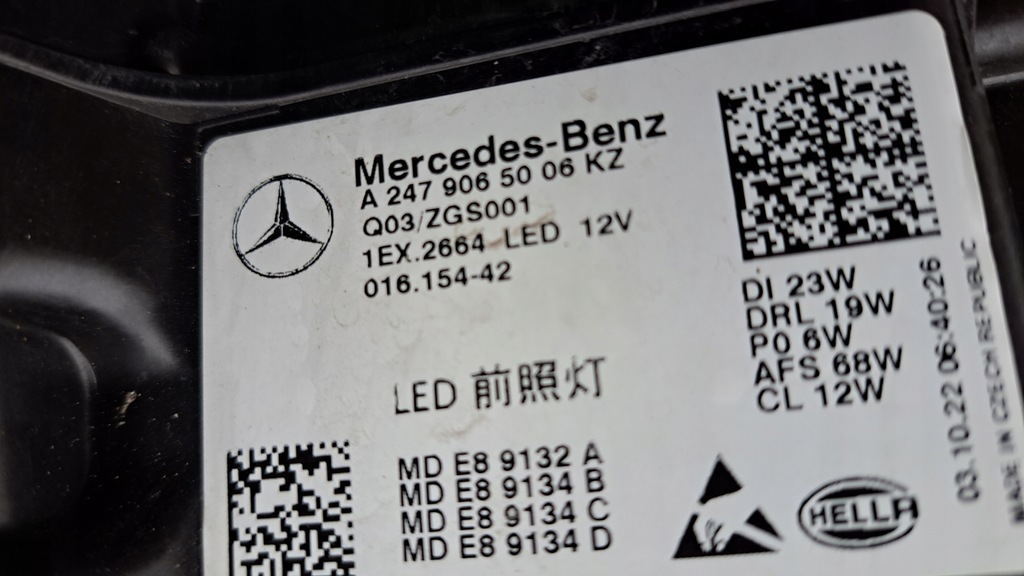 Mercedes-Benz
A 247 906 50 06 KZ
Q03/ZGS001
1EX.2664 LED 12V
016.154-42
DI 23W
DRL 19W
PO 6W
AFS 68W
CL 12W
03.10.22 06:40:26
MADE IN CZECH REPUBLIC
LED 前照灯
MD E8 9132 A
MD E8 9134 B
MD E8 9134 C
MD E8 9134 D
HELLA